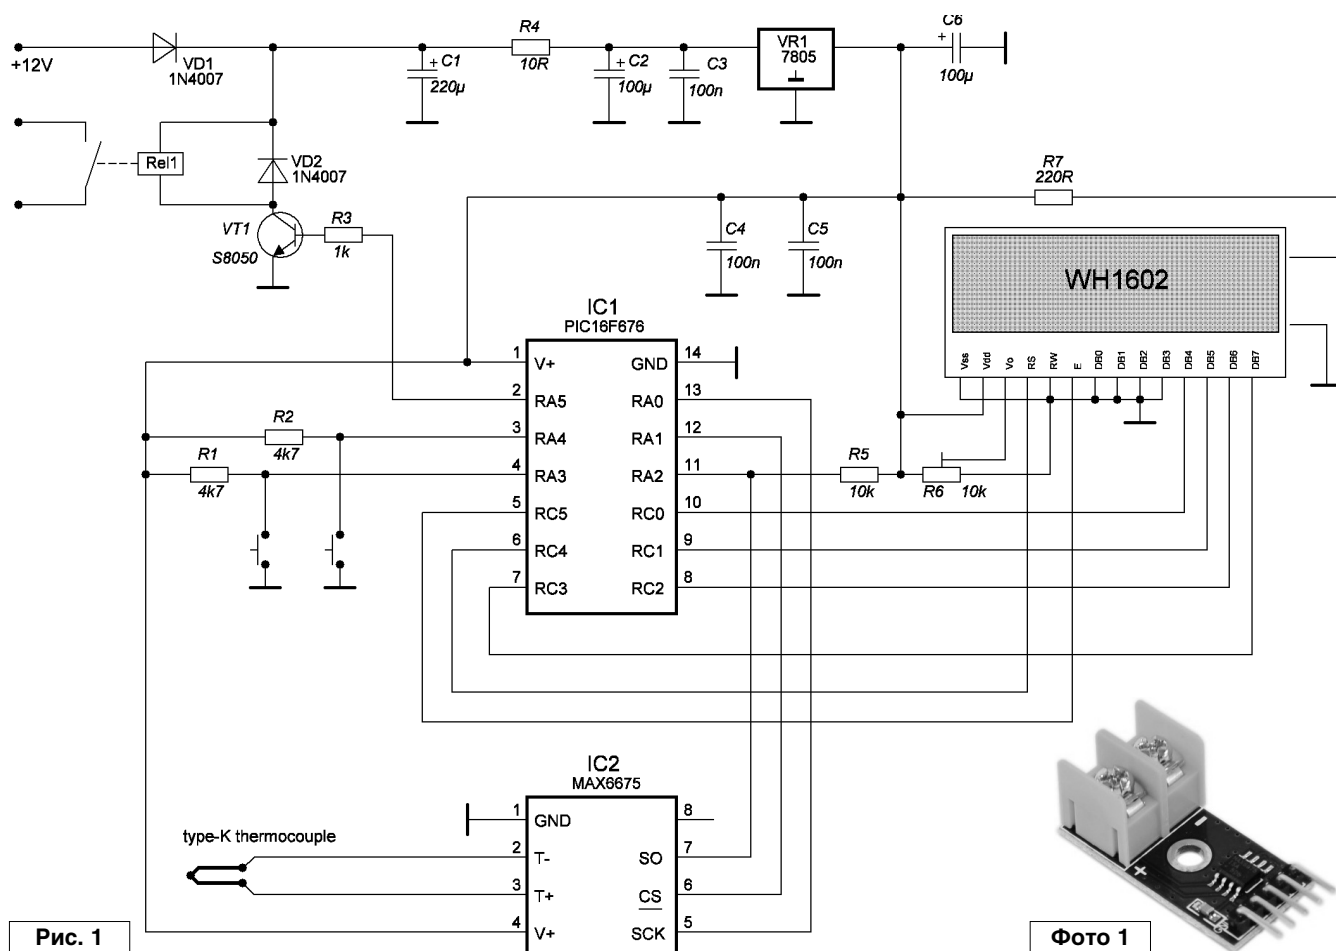 +12V
VD1
1N4007
C1
+
220µ
R4
10R
C2
+
100µ
C3
100n
VR1
7805
C6
+
100µ
Rel1
VD2
1N4007
VT1
S8050
R3
1k
C4
100n
C5
100n
R7
220R
WH1602
Vss
Vdd
Vo
RS
RW
E
DB0
DB1
DB2
DB3
DB4
DB5
DB6
DB7
IC1
PIC16F676
1 V+ GND 14
2 RA5 RA0 13
3 RA4 RA1 12
4 RA3 RA2 11
5 RC5 RC0 10
6 RC4 RC1 9
7 RC3 RC2 8
R2
4k7
R1
4k7
R5
10k
R6 10k
IC2
MAX6675
1 GND 8
2 T- SO 7
3 T+ CS 6
4 V+ SCK 5
type-K thermocouple
-
+
Рис. 1
Фото 1